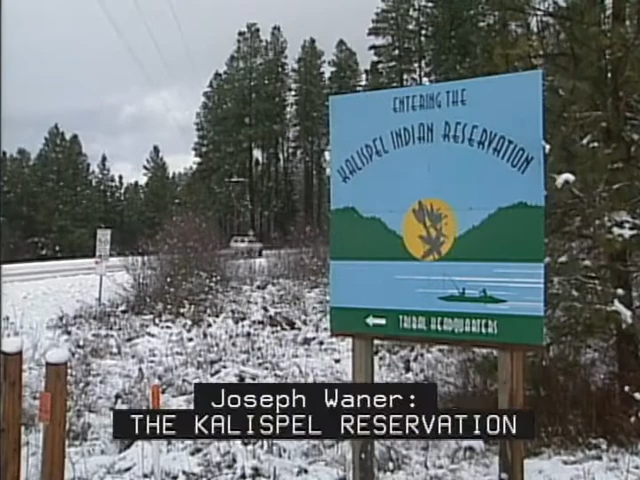 ENTERING THE
KALISPEL INDIAN RESERVATION
TRIBAL HEADQUARTERS
Joseph Waner:
THE KALISPEL RESERVATION